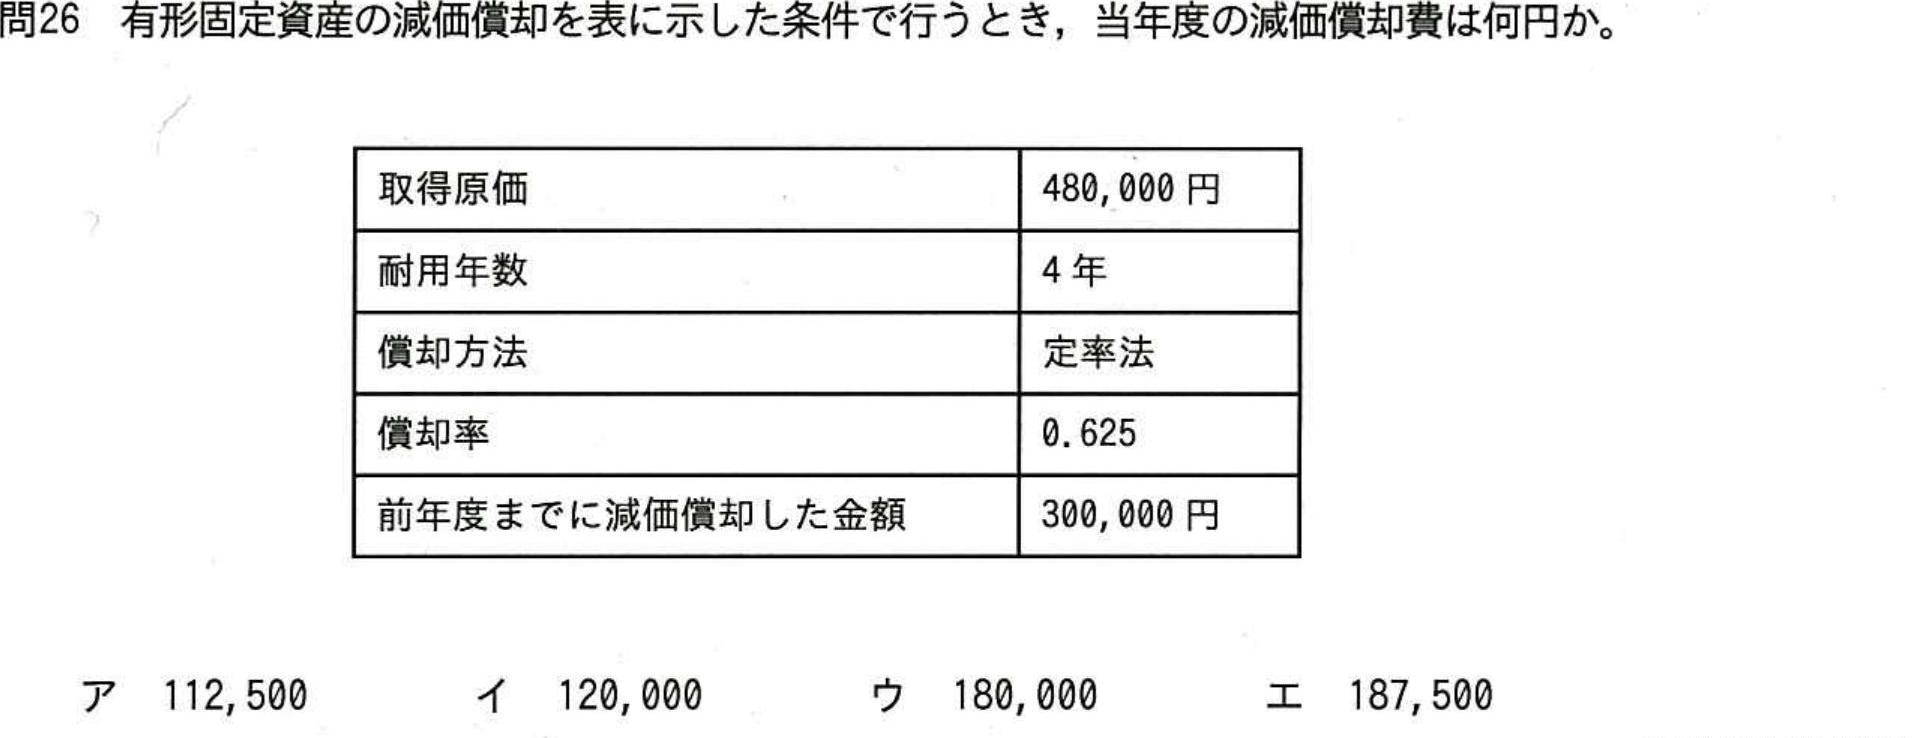 問26 有形固定資産の減価償却を表に示した条件で行うとき，当年度の減価償却費は何円か。
取得原価 480,000 円
耐用年数 4 年
償却方法 定率法
償却率 0.625
前年度までに減価償却した金額 300,000 円
ア 112,500 イ 120,000 ウ 180,000 エ 187,500